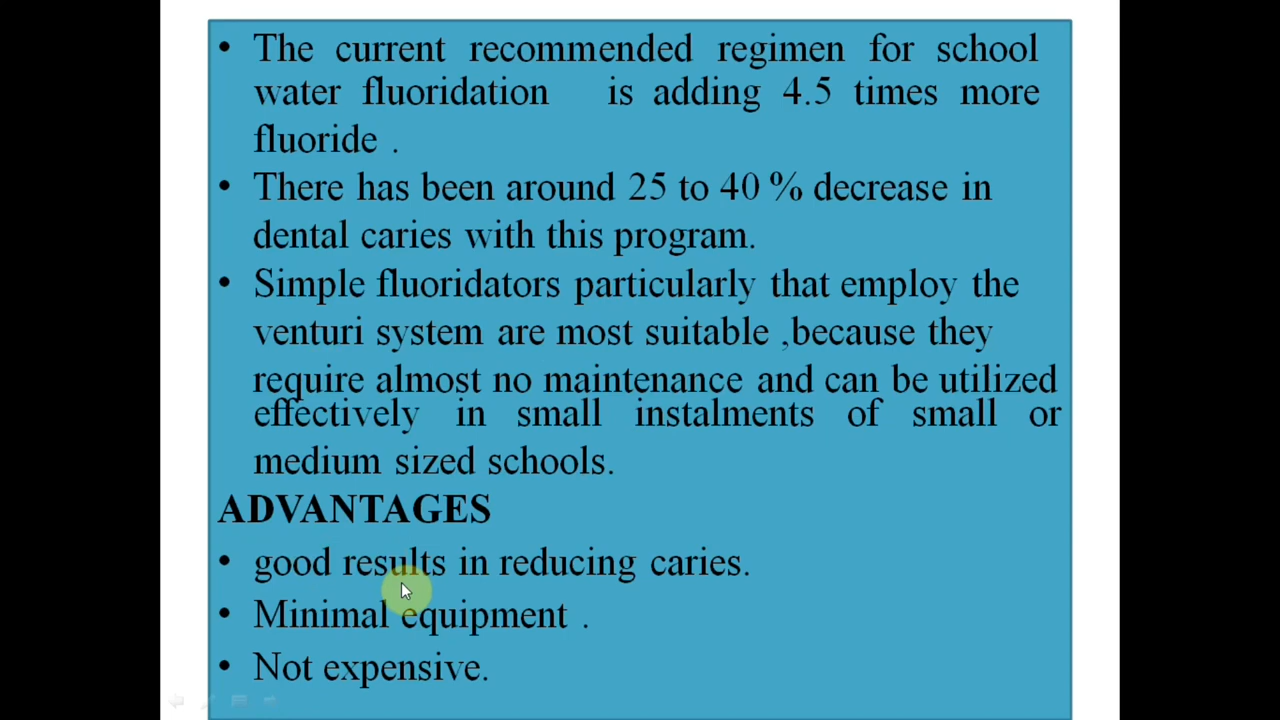 • The current recommended regimen for school
water fluoridation is adding 4.5 times more
fluoride .
• There has been around 25 to 40 % decrease in
dental caries with this program.
• Simple fluoridators particularly that employ the
venturi system are most suitable ,because they
require almost no maintenance and can be utilized
effectively in small instalments of small or
medium sized schools.
ADVANTAGES
• good results in reducing caries.
• Minimal equipment .
• Not expensive.